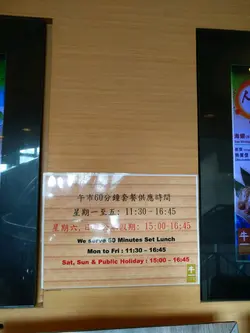 午市60分鐘套餐供應時間
星期一至五: 11:30 - 16:45
星期六, 日 假期: 15:00 -16:45
We serve 60 Minutes Set Lunch
Mon to Fri : 11:30 – 16:45
Sat, Sun & Public Holiday : 15:00 – 16:45
牛
牛